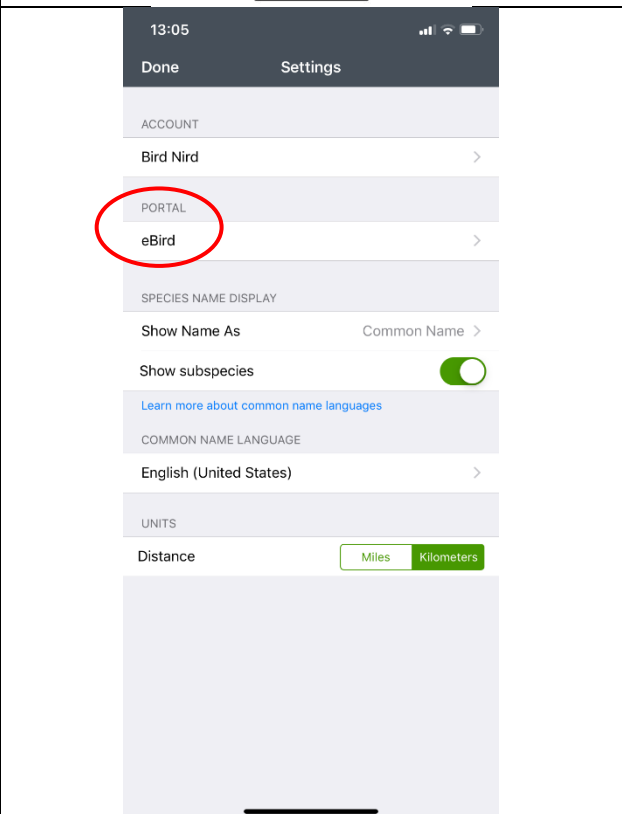 13:05
Done Settings
ACCOUNT
Bird Nird
PORTAL
eBird
SPECIES NAME DISPLAY
Show Name As Common Name
Show subspecies
Learn more about common name languages
COMMON NAME LANGUAGE
English (United States)
UNITS
Distance Miles Kilometers